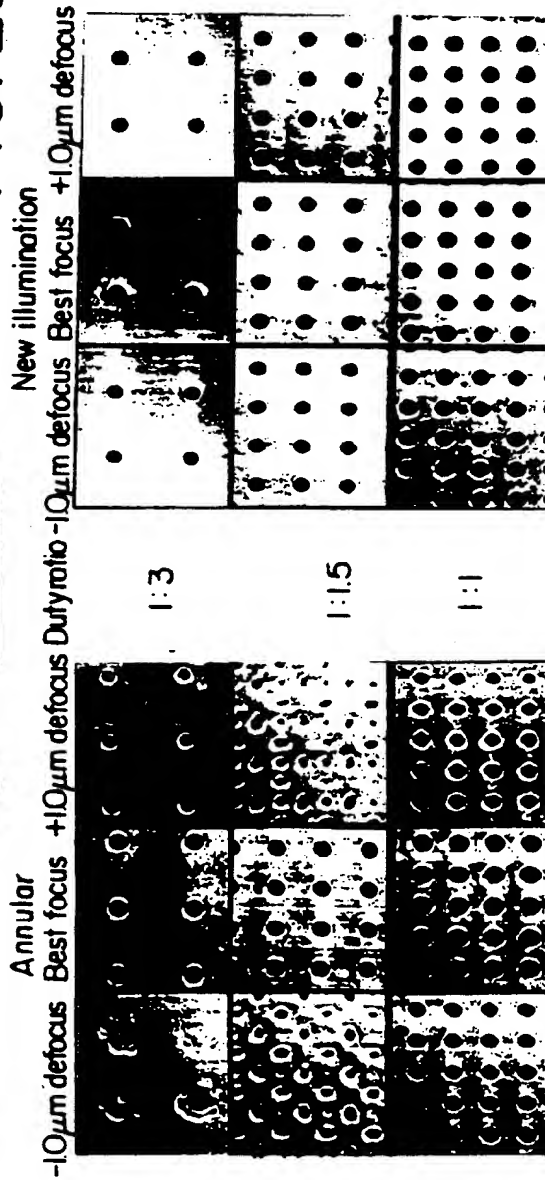 Annular New illumination
-1.0μm defocus Best focus +1.0μm defocus Duty ratio -1.0μm defocus Best focus +1.0μm defocus
1:3
1:1.5
1:1